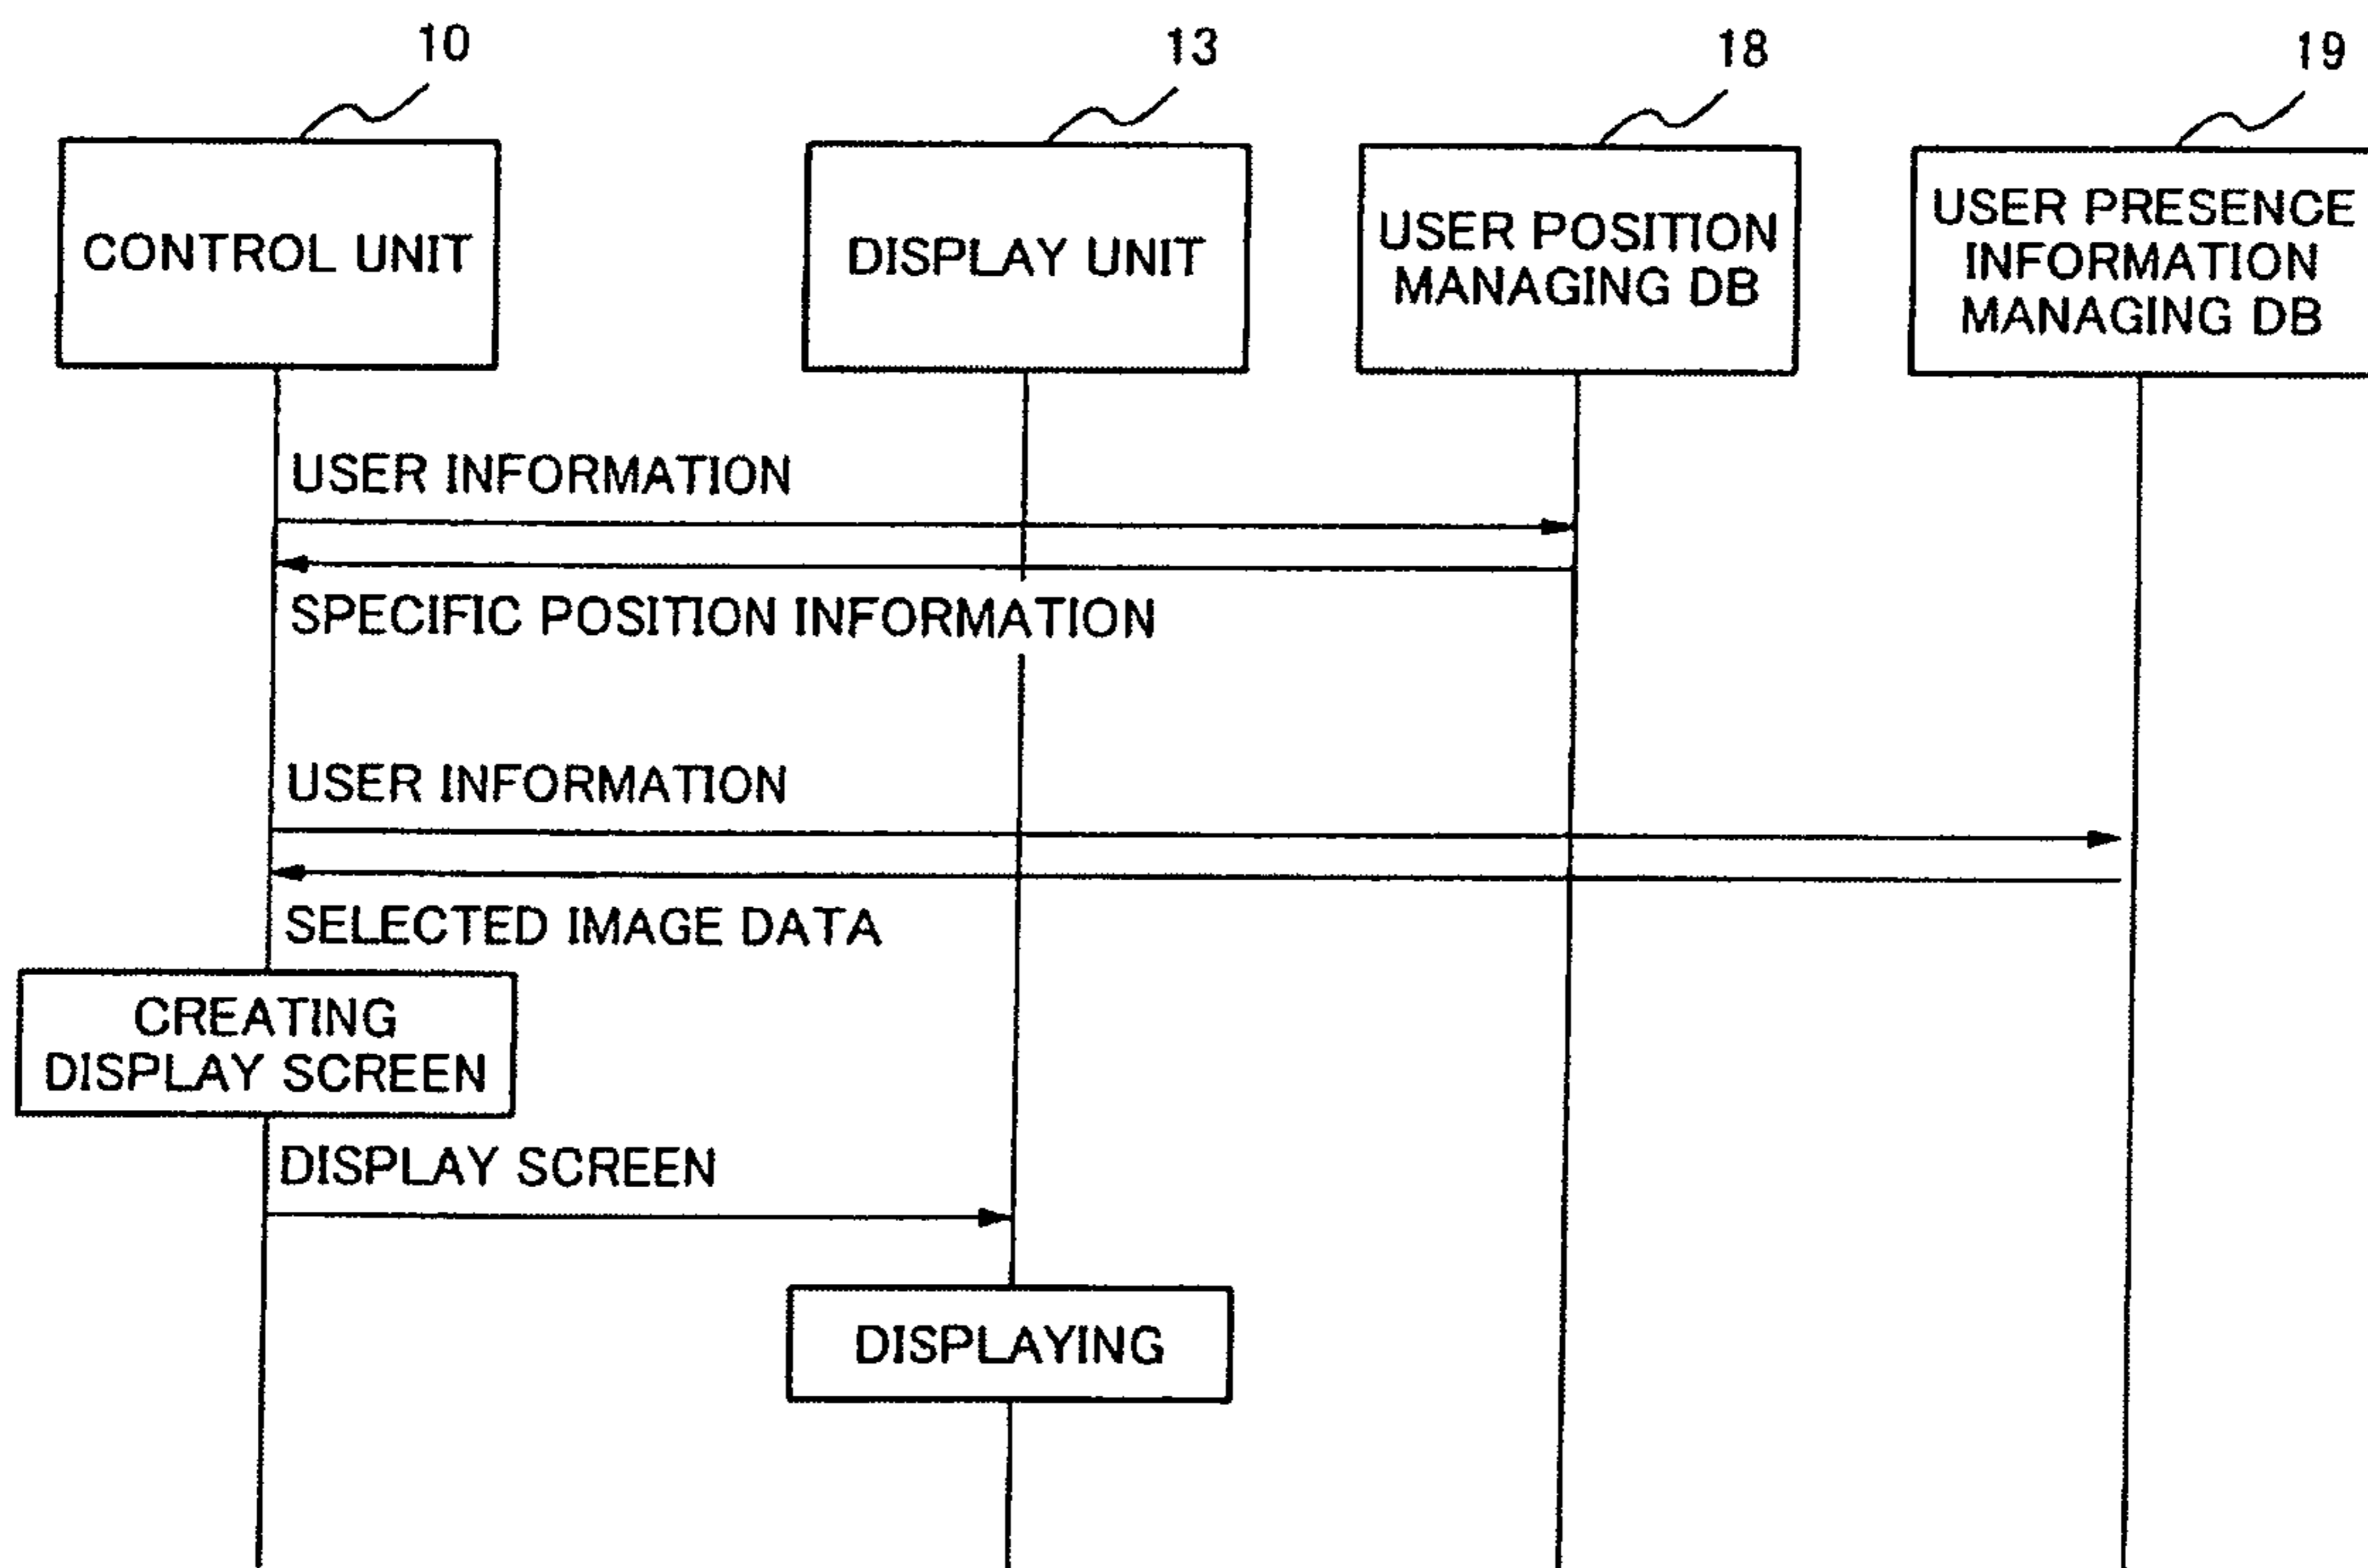 10
13
18
19
CONTROL UNIT
DISPLAY UNIT
USER POSITION
MANAGING DB
USER PRESENCE
INFORMATION
MANAGING DB
USER INFORMATION
SPECIFIC POSITION INFORMATION
USER INFORMATION
SELECTED IMAGE DATA
CREATING
DISPLAY SCREEN
DISPLAY SCREEN
DISPLAYING